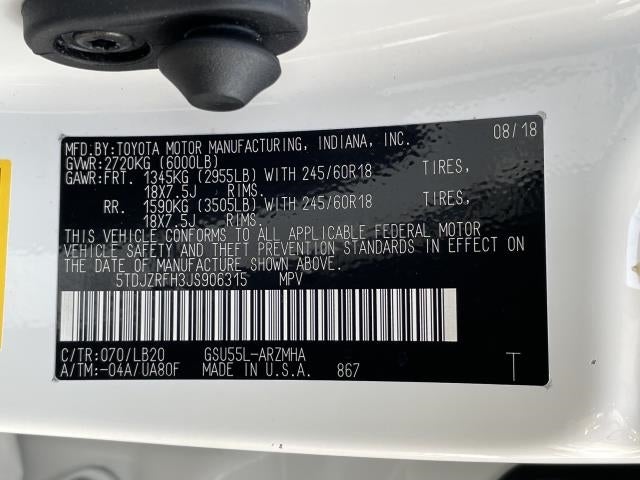 MFD.BY:TOYOTA MOTOR MANUFACTURING, INDIANA, INC. 08/18
GVWR:2720KG (6000LB)
GAWR:FRT. 1345KG (2955LB) WITH 245/60R18 TIRES,
18X7.5J RIMS.
RR. 1590KG (3505LB) WITH 245/60R18 TIRES,
18X7.5J RIMS.
THIS VEHICLE CONFORMS TO ALL APPLICABLE FEDERAL MOTOR
VEHICLE SAFETY AND THEFT PREVENTION STANDARDS IN EFFECT ON
THE DATE OF MANUFACTURE SHOWN ABOVE.
5TDJZRFH3JS906315 MPV
C/TR:070/LB20 GSU55L-ARZMHA
A/TM:-04A/UA80F MADE IN U.S.A. 867 T